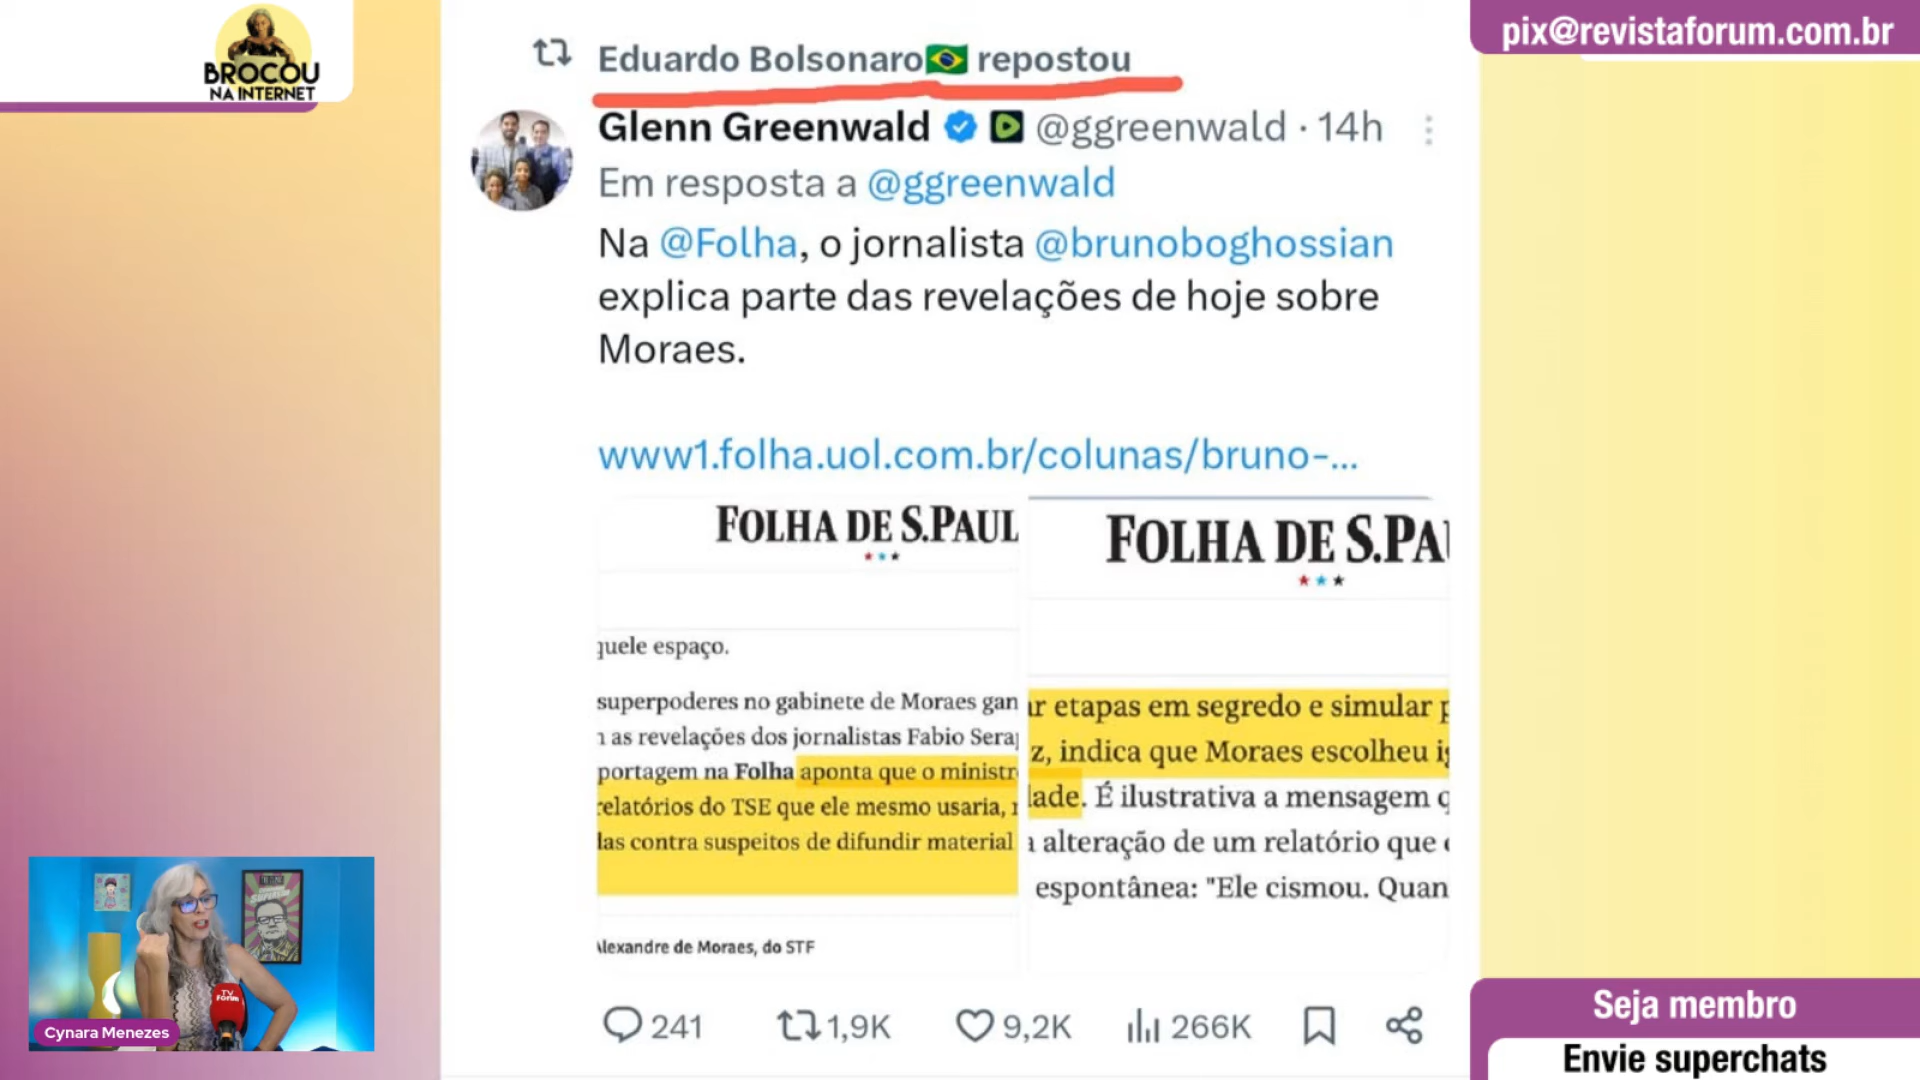 BROCOU
NA INTERNET
pix@revistaforum.com.br
Eduardo Bolsonaro🇧🇷 repostou
Glenn Greenwald @ggreenwald · 14h
Em resposta a @ggreenwald
Na @Folha, o jornalista @brunoboghossian
explica parte das revelações de hoje sobre
Moraes.
www1.folha.uol.com.br/colunas/bruno-...
FOLHA DE S.PAUL
quele espaço.
superpoderes no gabinete de Moraes gan
as revelações dos jornalistas Fabio Sera
portagem na Folha aponta que o ministr
relatórios do TSE que ele mesmo usaria,
las contra suspeitos de difundir material
Alexandre de Moraes, do STF
FOLHA DE S.PAU
r etapas em segredo e simular p
z, indica que Moraes escolheu ig
lade. É ilustrativa a mensagem q
a alteração de um relatório que
espontânea: "Ele cismou. Quan
241 1,9K 9,2K 266K
TV
Fórum
Cynara Menezes
Seja membro
Envie superchats